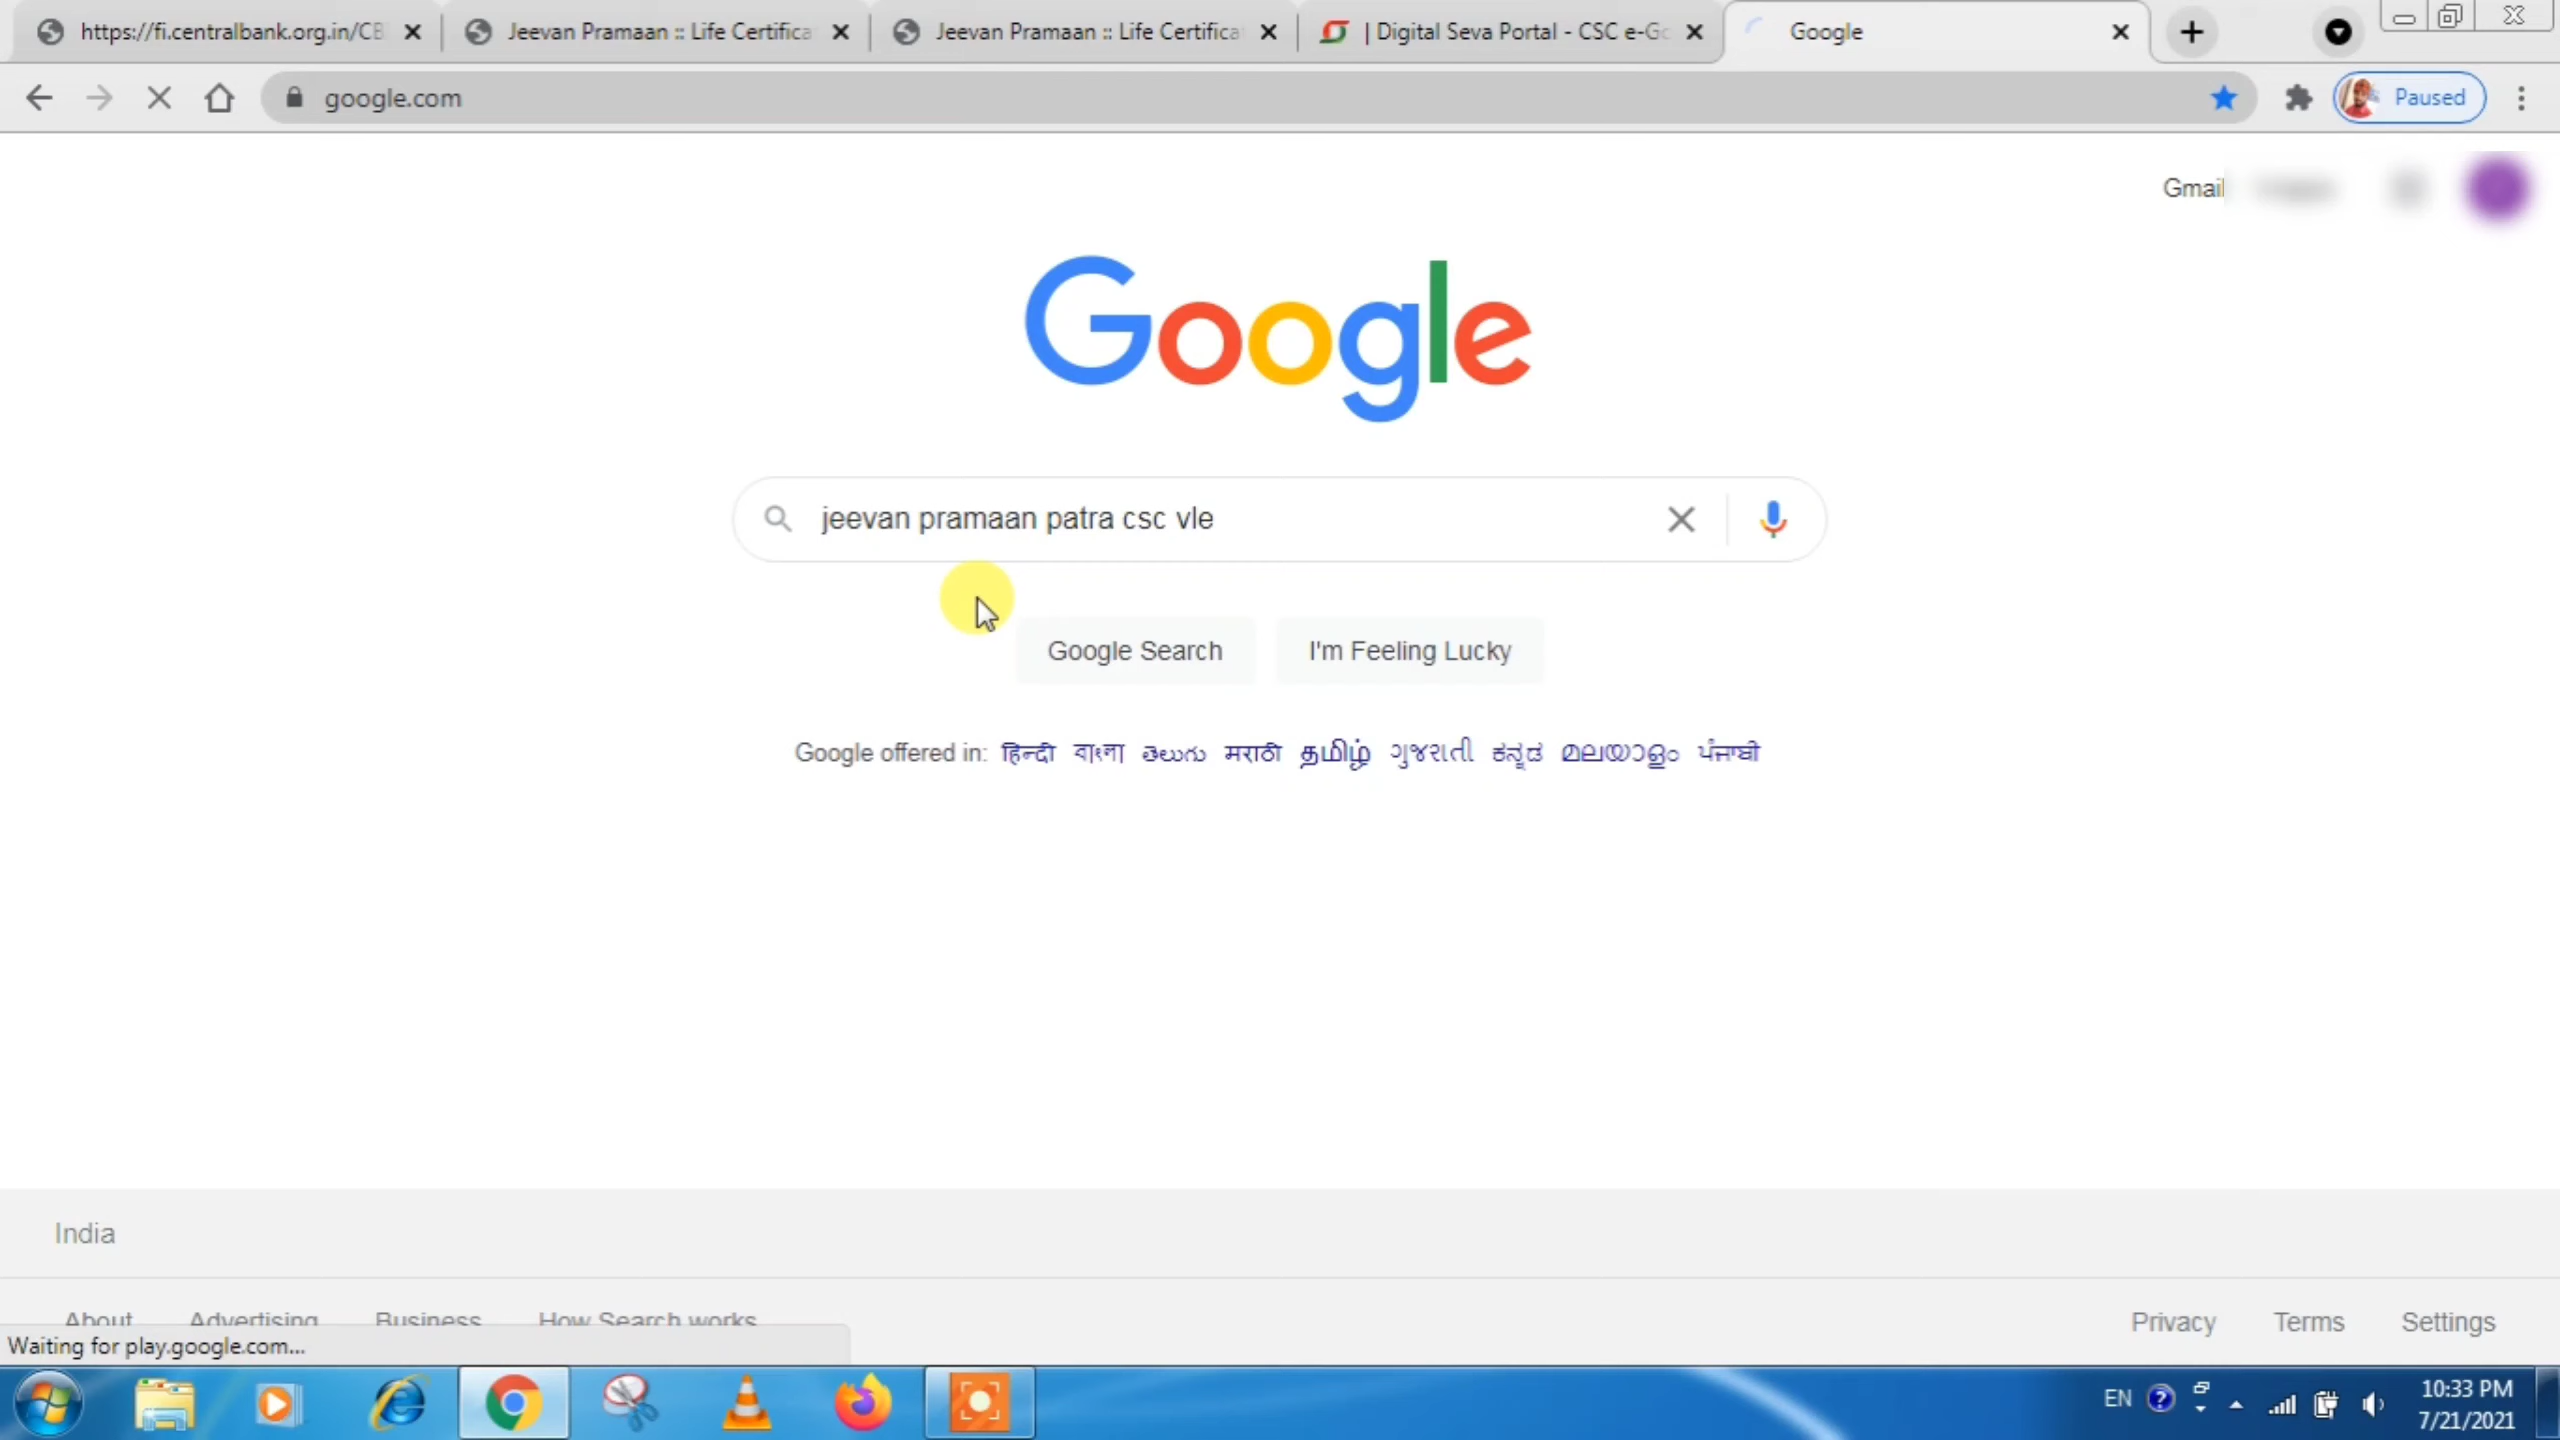 https://fi.centralbank.org.in/CB
Jeevan Pramaan :: Life Certifica
Jeevan Pramaan :: Life Certifica
| Digital Seva Portal - CSC e-Go
Google
google.com
Paused
Gmail
Google
jeevan pramaan patra csc vle
Google Search
I'm Feeling Lucky
Google offered in: हिन्दी বাংলা తెలుగు मराठी தமிழ் ગુજરાતી ಕನ್ನಡ മലയാളം ਪੰਜਾਬੀ
India
About Advertising Business How Search works
Privacy Terms Settings
Waiting for play.google.com...
EN
10:33 PM
7/21/2021